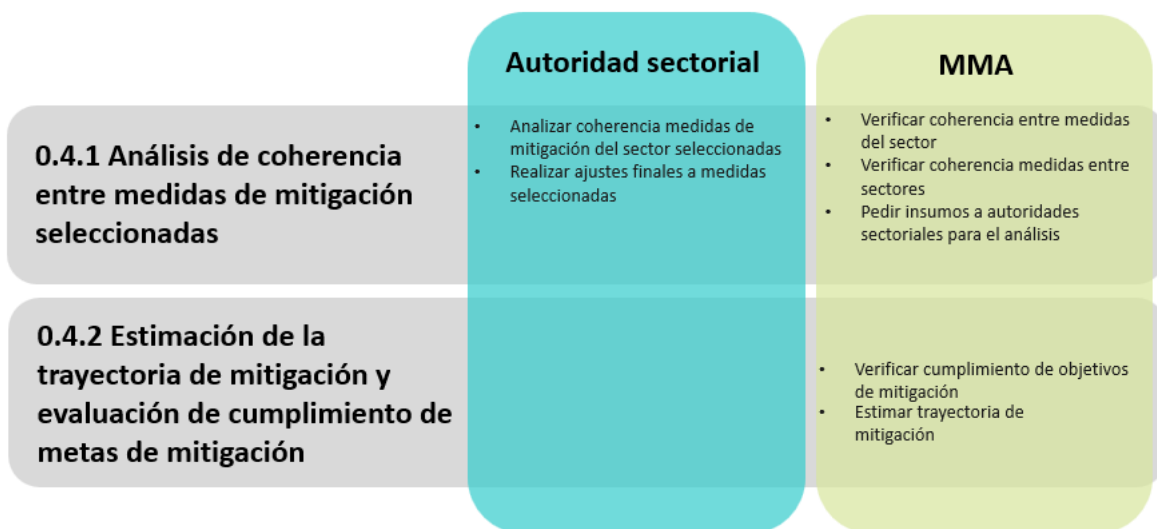 Autoridad sectorial
MMA
0.4.1 Análisis de coherencia
entre medidas de mitigación
seleccionadas
• Analizar coherencia medidas de
mitigación del sector seleccionadas
• Realizar ajustes finales a medidas
seleccionadas
• Verificar coherencia entre medidas
del sector
• Verificar coherencia medidas entre
sectores
• Pedir insumos a autoridades
sectoriales para el análisis
0.4.2 Estimación de la
trayectoria de mitigación y
evaluación de cumplimiento de
metas de mitigación
• Verificar cumplimiento de objetivos
de mitigación
• Estimar trayectoria de
mitigación